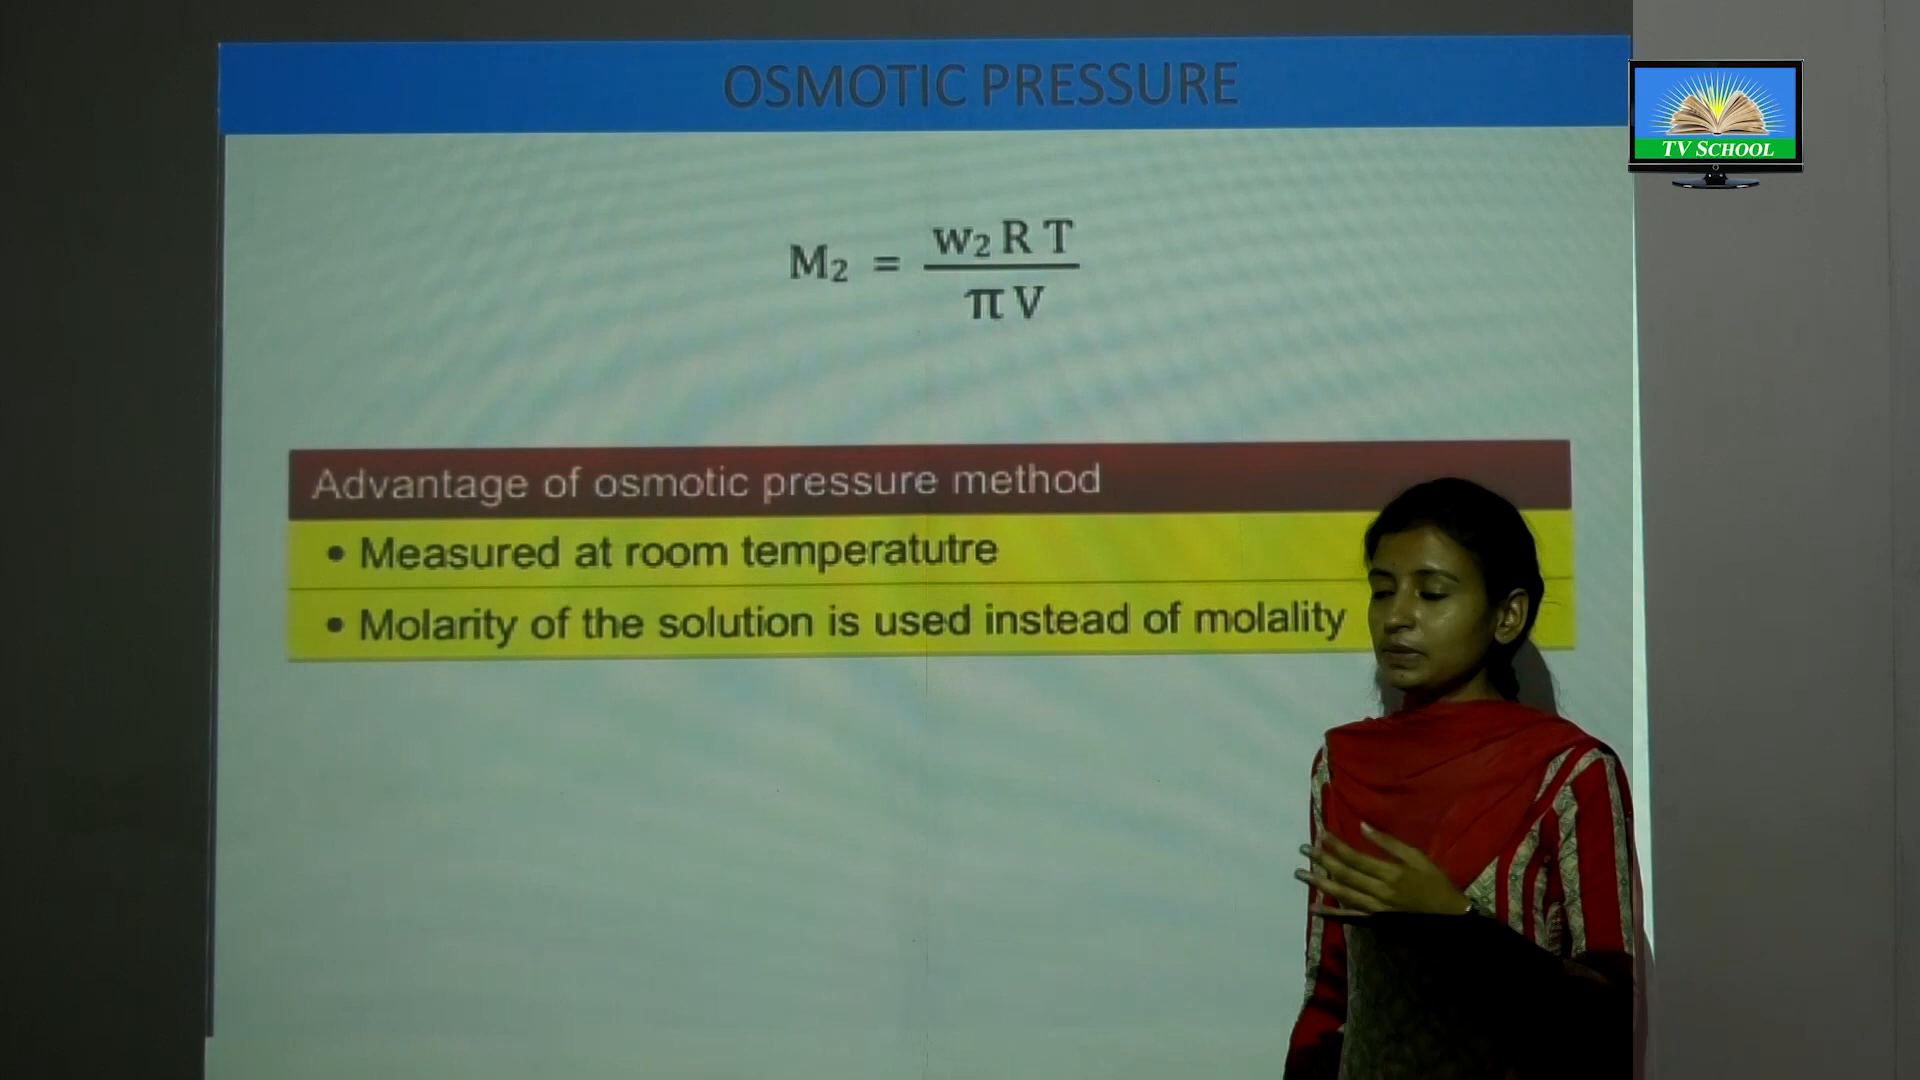 OSMOTIC PRESSURE
TV SCHOOL
M₂ = w₂ R T / π V
Advantage of osmotic pressure method
• Measured at room temperatutre
• Molarity of the solution is used instead of molality